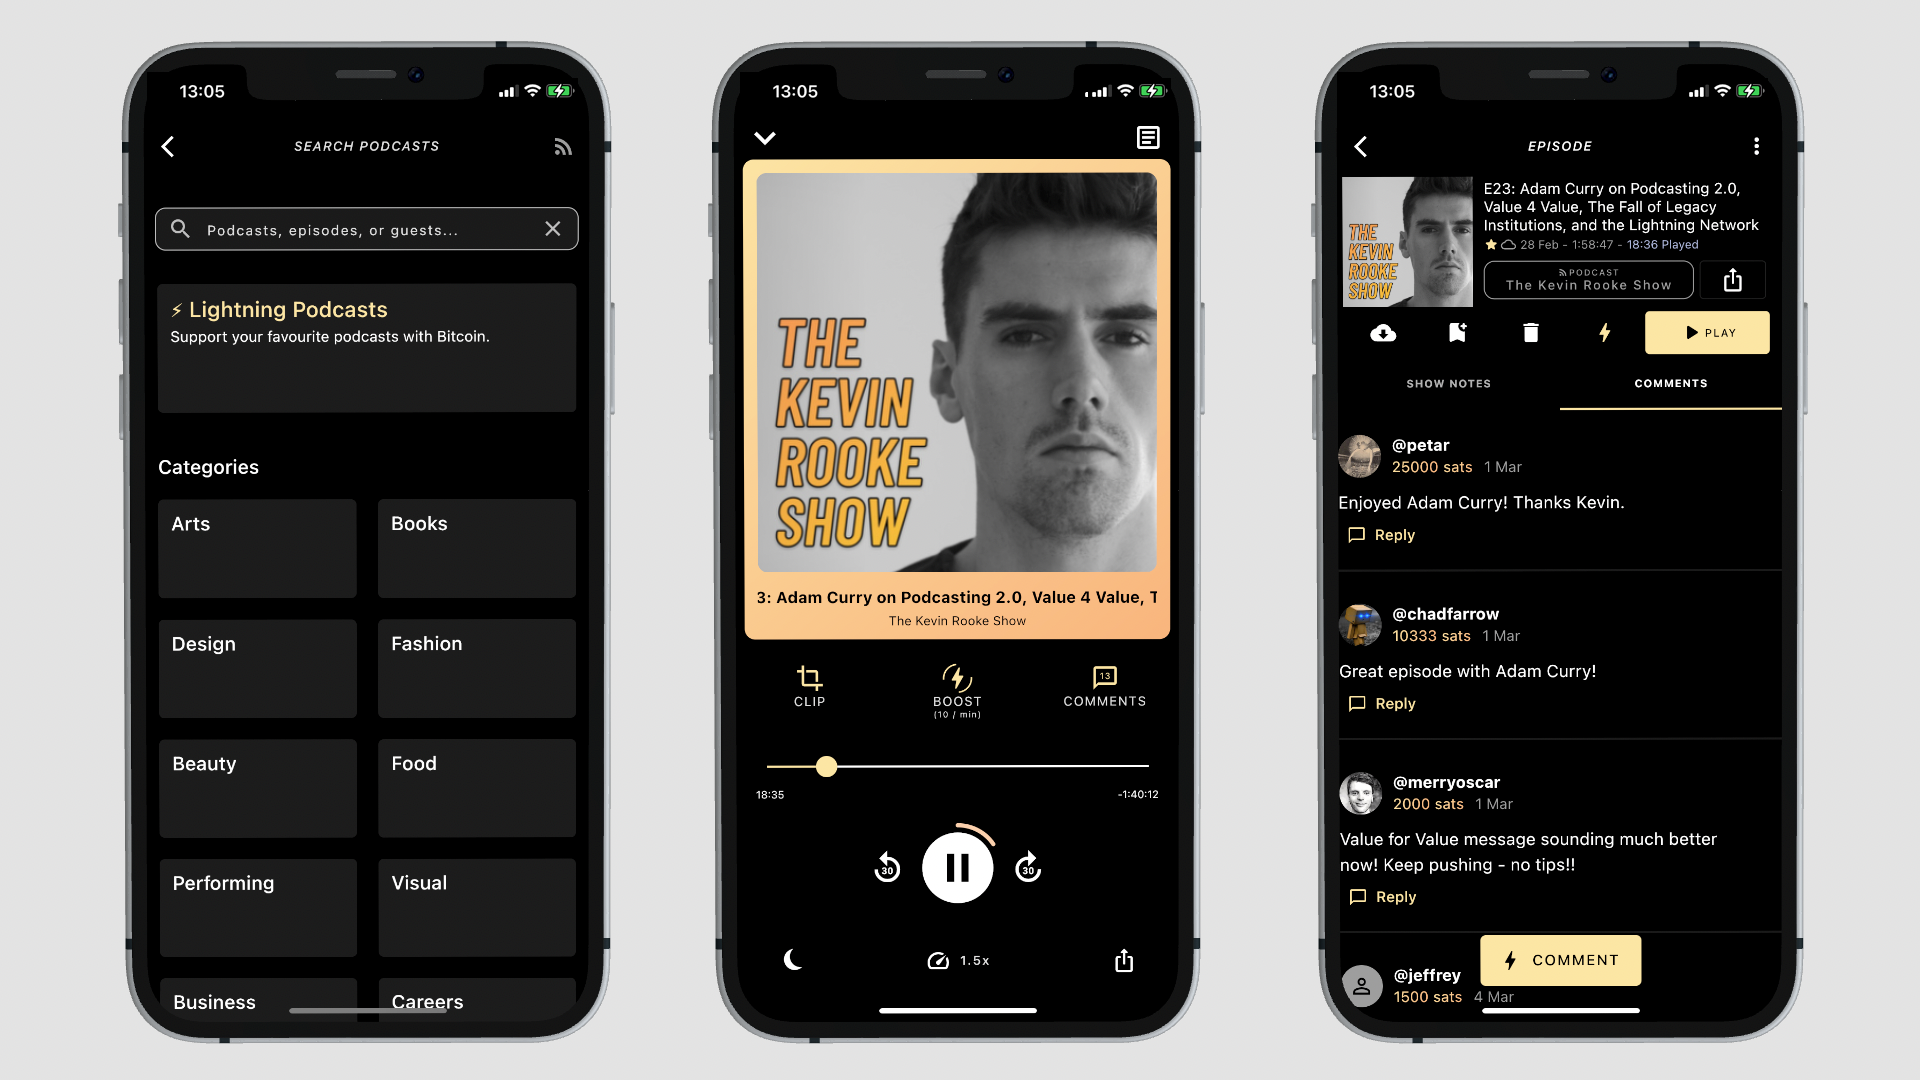 13:05
SEARCH PODCASTS
Podcasts, episodes, or guests...
⚡ Lightning Podcasts
Support your favourite podcasts with Bitcoin.
Categories
Arts
Books
Design
Fashion
Beauty
Food
Performing
Visual
Business
Careers
13:05
THE
KEVIN
ROOKE
SHOW
3: Adam Curry on Podcasting 2.0, Value 4 Value, T
The Kevin Rooke Show
CLIP
BOOST
(10 / min)
13
COMMENTS
18:35
-1:40:12
30
30
1.5x
13:05
EPISODE
THE
KEVIN
ROOKE
SHOW
E23: Adam Curry on Podcasting 2.0,
Value 4 Value, The Fall of Legacy
Institutions, and the Lightning Network
28 Feb - 1:58:47 - 18:36 Played
PODCAST
The Kevin Rooke Show
PLAY
SHOW NOTES
COMMENTS
@petar
25000 sats 1 Mar
Enjoyed Adam Curry! Thanks Kevin.
Reply
@chadfarrow
10333 sats 1 Mar
Great episode with Adam Curry!
Reply
@merryoscar
2000 sats 1 Mar
Value for Value message sounding much better
now! Keep pushing - no tips!!
Reply
@jeffrey
1500 sats 4 Mar
COMMENT